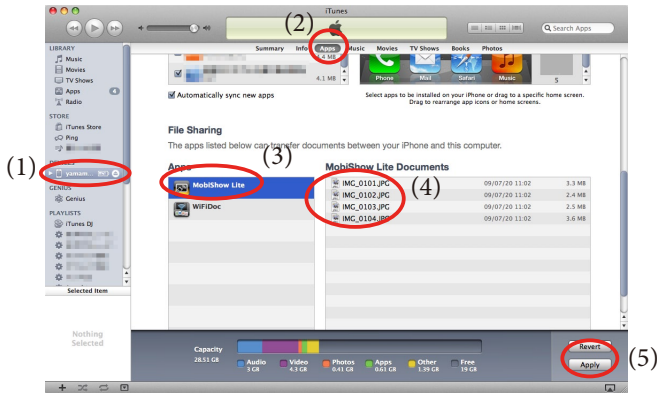 iTunes
(2)
Search Apps
LIBRARY
Music
Movies
TV Shows
Apps
Radio
STORE
iTunes Store
Ping
(1)
yamam...
GENIUS
Genius
PLAYLISTS
iTunes DJ
Selected Item
Nothing
Selected
Summary Info Apps Music Movies TV Shows Books Photos
4.1 MB
Automatically sync new apps
Phone Mail Safari Music
5
Select apps to be installed on your iPhone or drag to a specific home screen.
Drag to rearrange app icons or home screens.
File Sharing
The apps listed below can transfer documents between your iPhone and this computer.
(3)
Apps
MobiShow Lite
WiFiDoc
MobiShow Lite Documents
(4)
IMG_0101.JPG 09/07/20 11:02 3.3 MB
IMG_0102.JPG 09/07/20 11:02 2.4 MB
IMG_0103.JPG 09/07/20 11:02 2.5 MB
IMG_0104.JPG 09/07/20 11:02 3.6 MB
Capacity
28.51 GB
Audio
3 GB
Video
4.3 GB
Photos
0.41 GB
Apps
0.61 GB
Other
1.39 GB
Free
19 GB
Revert
Apply
(5)